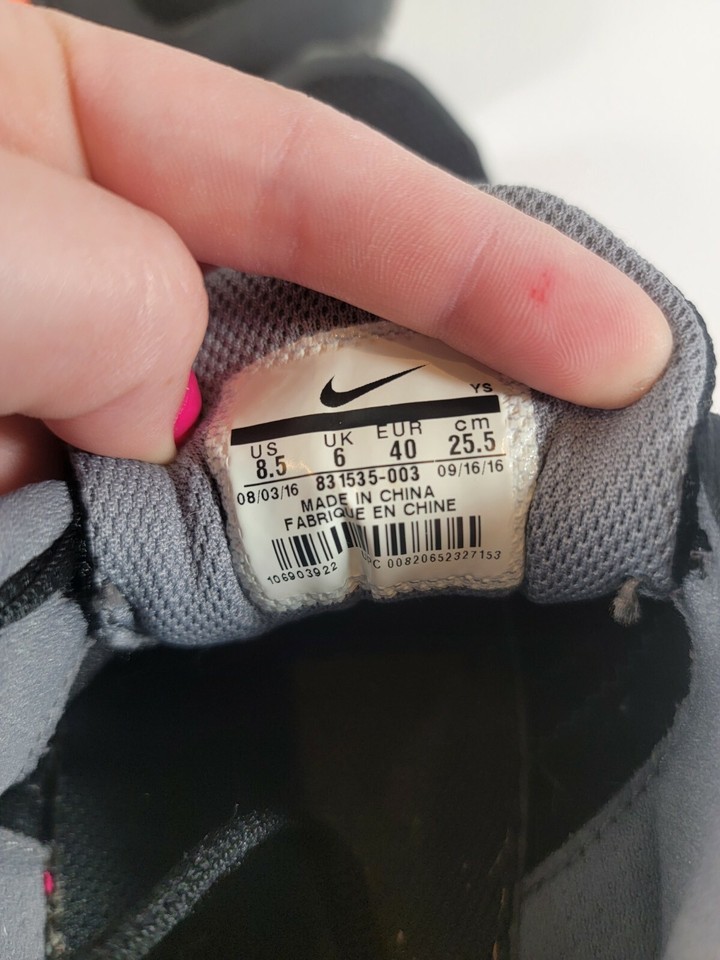 YS
US UK EUR cm
8.5 6 40 25.5
08/03/16 831535-003 09/16/16
MADE IN CHINA
FABRIQUE EN CHINE
106903922 UPC 00820652327153